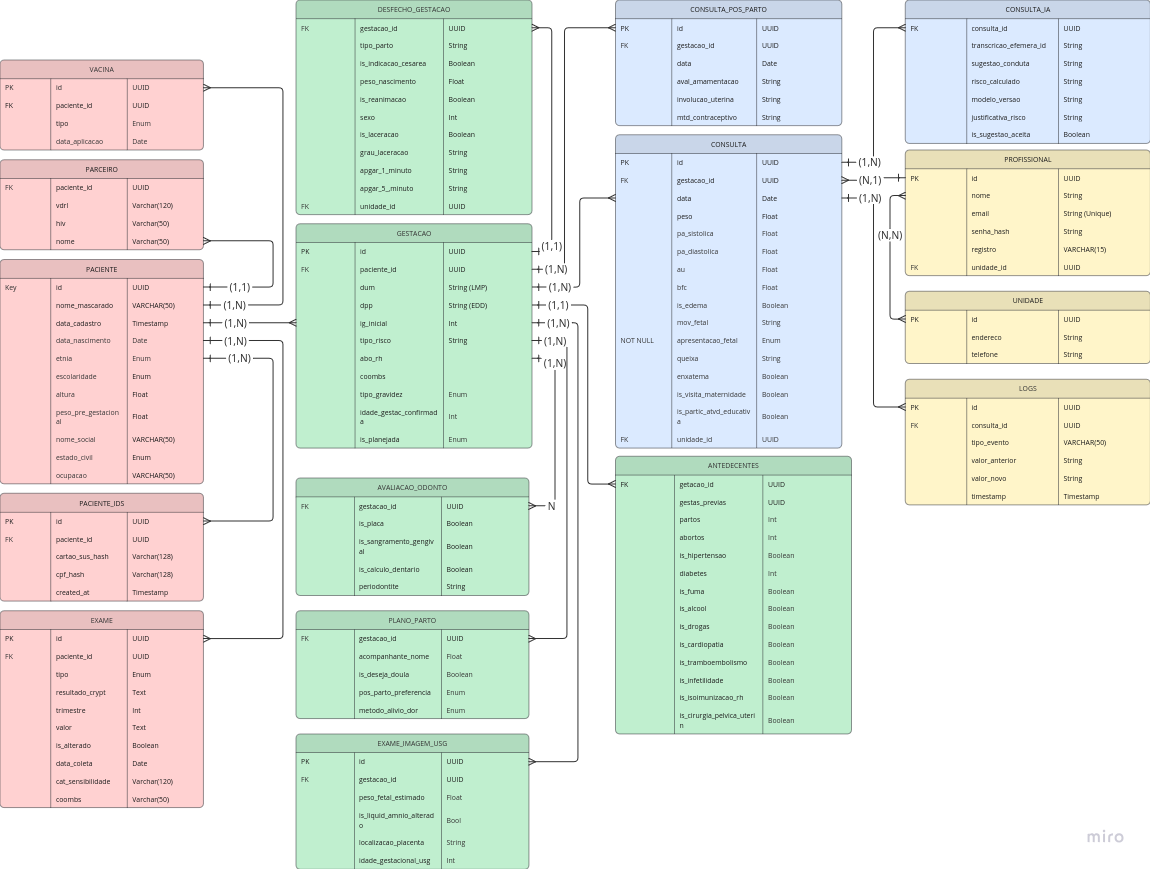 VACINA
PK id UUID
FK paciente_id UUID
tipo Enum
data_aplicacao Date
PARCEIRO
FK paciente_id UUID
vdrl Varchar(120)
hiv Varchar(50)
nome Varchar(50)
PACIENTE
Key id UUID
nome_mascarado VARCHAR(50)
data_cadastro Timestamp
data_nascimento Date
etnia Enum
escolaridade Enum
altura Float
peso_pre_gestacion
al Float
nome_social VARCHAR(50)
estado_civil Enum
ocupacao VARCHAR(50)
(1,1)
(1,N)
(1,N)
(1,N)
PACIENTE_IDS
PK id UUID
FK paciente_id UUID
cartao_sus_hash Varchar(128)
cpf_hash Varchar(128)
created_at Timestamp
EXAME
PK id UUID
FK paciente_id UUID
tipo Enum
resultado_crypt Text
trimestre Int
valor Text
is_alterado Boolean
data_coleta Date
cat_sensibilidade Varchar(120)
coombs Varchar(50)
DESFECHO_GESTACAO
FK gestacao_id UUID
tipo_parto String
is_indicacao_cesarea Boolean
peso_nascimento Float
is_reanimacao Boolean
sexo Int
is_laceracao Boolean
grau_laceracao String
apgar_1_minuto String
apgar_5_minuto String
FK unidade_id UUID
GESTACAO
PK id UUID
FK paciente_id UUID
dum String (LMP)
dpp String (EDD)
ig_inicial Int
tipo_risco String
abo_rh
coombs
tipo_gravidez Enum
idade_gestac_confirmad
a Int
is_planejada Enum
(1,1)
(1,N)
(1,N)
(1,1)
(1,N)
(1,N)
(1,N)
AVALIACAO_ODONTO
FK gestacao_id UUID
is_placa Boolean
is_sangramento_gengiv
al Boolean
is_calculo_dentario Boolean
periodontite String
N
PLANO_PARTO
FK gestacao_id UUID
acompanhante_nome Float
is_deseja_doula Boolean
pos_parto_preferencia Enum
metodo_alivio_dor Enum
EXAME_IMAGEM_USG
PK id UUID
FK gestacao_id UUID
peso_fetal_estimado Float
is_liquid_amnio_alterad
o Bool
localizacao_placenta String
idade_gestacional_usg Int
CONSULTA_POS_PARTO
PK id UUID
FK gestacao_id UUID
data Date
aval_amamentacao String
involucao_uterina String
mtd_contraceptivo String
CONSULTA
PK id UUID
FK gestacao_id UUID
data Data
peso Float
pa_sistolica Float
pa_diastolica Float
au Float
bfc Float
is_edema Boolean
mov_fetal String
NOT NULL apresentacao_fetal Enum
queixa String
enxatema Boolean
is_visita_maternidade Boolean
is_partic_atvd_educativ
a Boolean
FK unidade_id UUID
(1,N)
(N,1)
(1,N)
(N,N)
ANTEDECENTES
FK getacao_id UUID
gestas_previas UUID
partos Int
abortos Int
is_hipertensao Boolean
diabetes Int
is_fuma Boolean
is_alcool Boolean
is_drogas Boolean
is_cardiopatia Boolean
is_tramboembolismo Boolean
is_infetilidade Boolean
is_isoimunizacao_rh Boolean
is_cirurgia_pelvica_uteri
n Boolean
CONSULTA_IA
FK consulta_id UUID
transcricao_efemera_id String
sugestao_conduta String
risco_calculado String
modelo_versao String
justificativa_risco String
is_sugestao_aceita Boolean
PROFISSIONAL
PK id UUID
nome String
email String (Unique)
senha_hash String
registro VARCHAR(15)
FK unidade_id UUID
UNIDADE
PK id UUID
endereco String
telefone String
LOGS
PK id UUID
FK consulta_id UUID
tipo_evento VARCHAR(50)
valor_anterior String
valor_novo String
timestamp Timestamp
miro